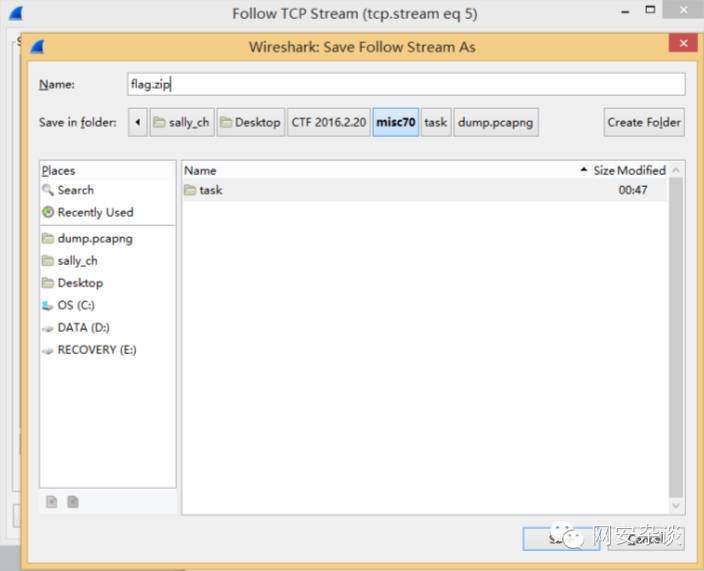 Follow TCP Stream (tcp.stream eq 5)
Wireshark: Save Follow Stream As
Name: flag.zip
Save in folder: sally_ch Desktop CTF 2016.2.20 misc70 task dump.pcapng Create Folder
Places
Search
Recently Used
dump.pcapng
sally_ch
Desktop
OS (C:)
DATA (D:)
RECOVERY (E:)
Name Size Modified
task 00:47
Cancel
网安杂谈